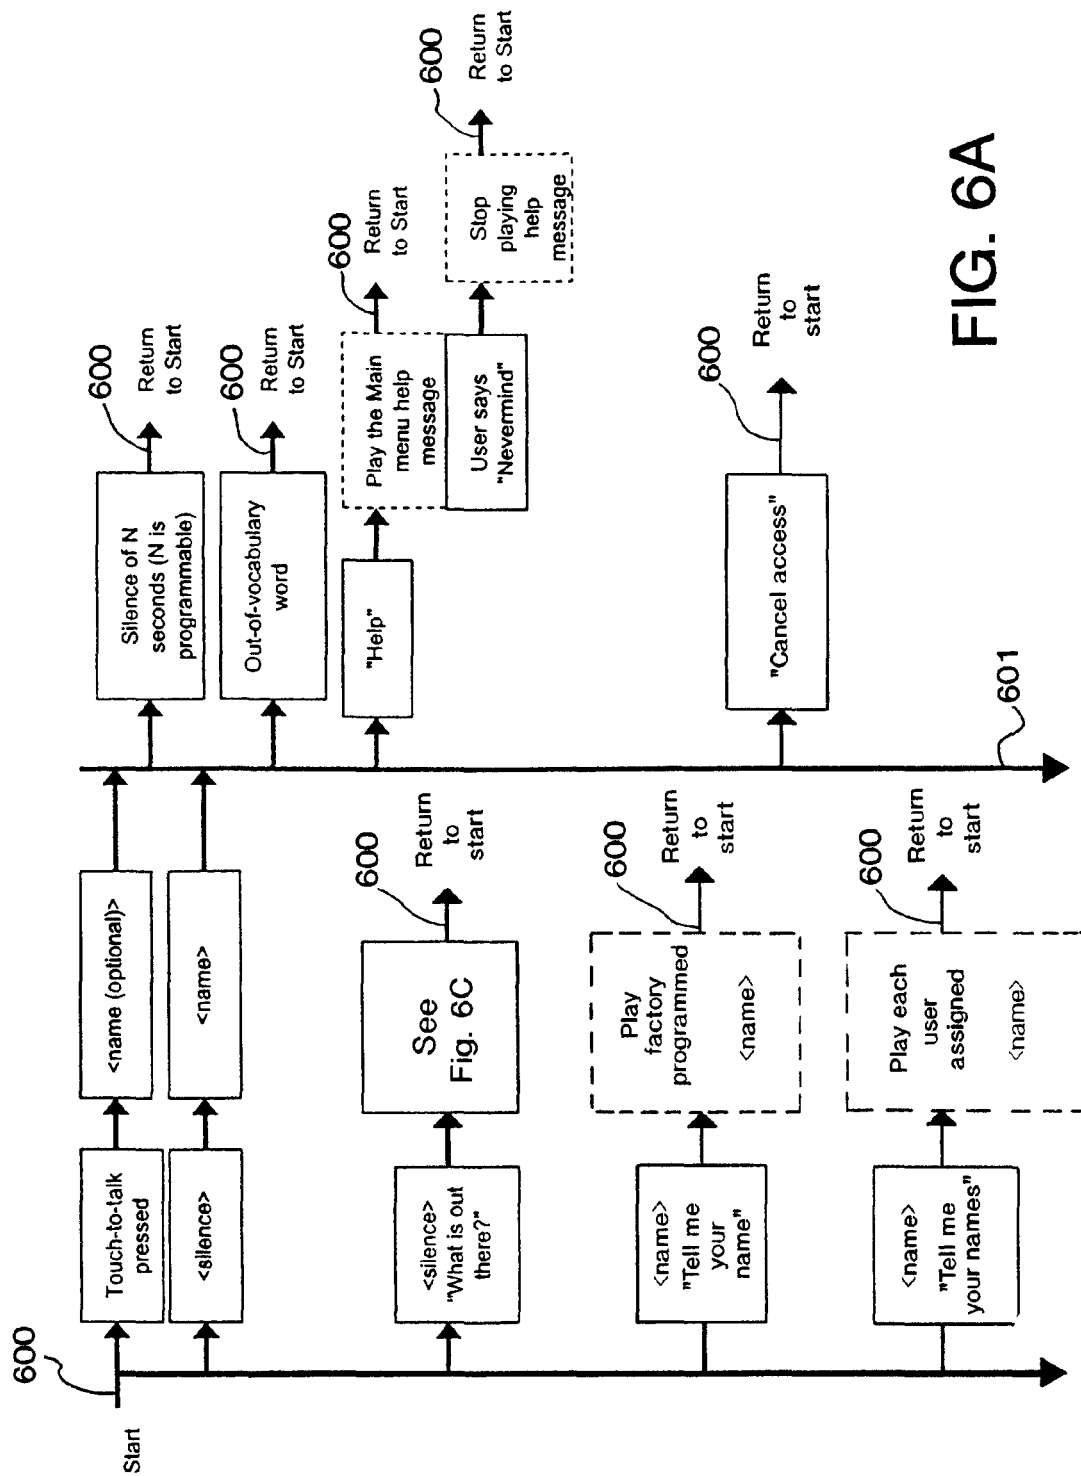 600
Start
Touch-to-talk
pressed
<name (optional)>
<silence>
<name>
<silence>
"What is out
there?"
See
Fig. 6C
600
Return
to
start
<name>
"Tell me
your
name"
Play
factory
programmed
<name>
600
Return
to
start
<name>
"Tell me
your names"
Play each
user
assigned
<name>
600
Return
to
start
Silence of N
seconds (N is
programmable)
600
Return
to Start
Out-of-vocabulary
word
600
Return
to Start
"Help"
Play the Main
menu help
message
600
Return
to Start
User says
"Nevermind"
Stop
playing
help
message
600
Return
to Start
"Cancel access"
600
Return
to
start
601
FIG. 6A